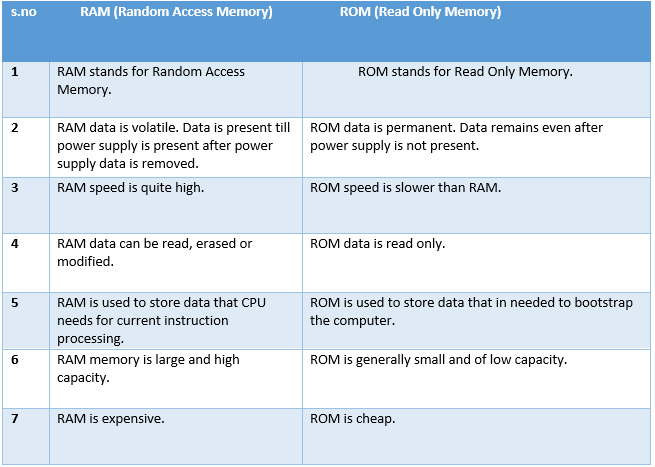 s.no RAM (Random Access Memory) ROM (Read Only Memory)
1 RAM stands for Random Access ROM stands for Read Only Memory.
Memory.
2 RAM data is volatile. Data is present till ROM data is permanent. Data remains even after
power supply is present after power power supply is not present.
supply data is removed.
3 RAM speed is quite high. ROM speed is slower than RAM.
4 RAM data can be read, erased or ROM data is read only.
modified.
5 RAM is used to store data that CPU ROM is used to store data that in needed to bootstrap
needs for current instruction the computer.
processing.
6 RAM memory is large and high ROM is generally small and of low capacity.
capacity.
7 RAM is expensive. ROM is cheap.